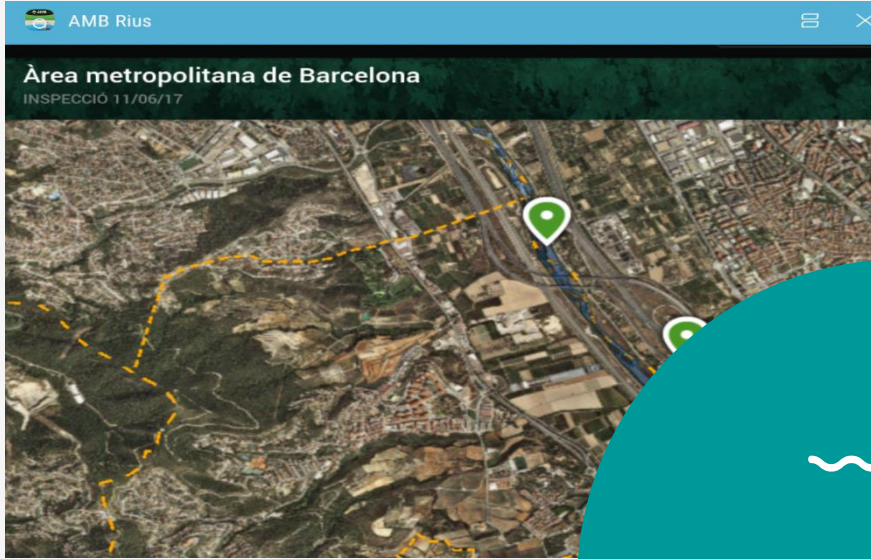 AMB Rius
Àrea metropolitana de Barcelona
INSPECCIÓ 11/06/17